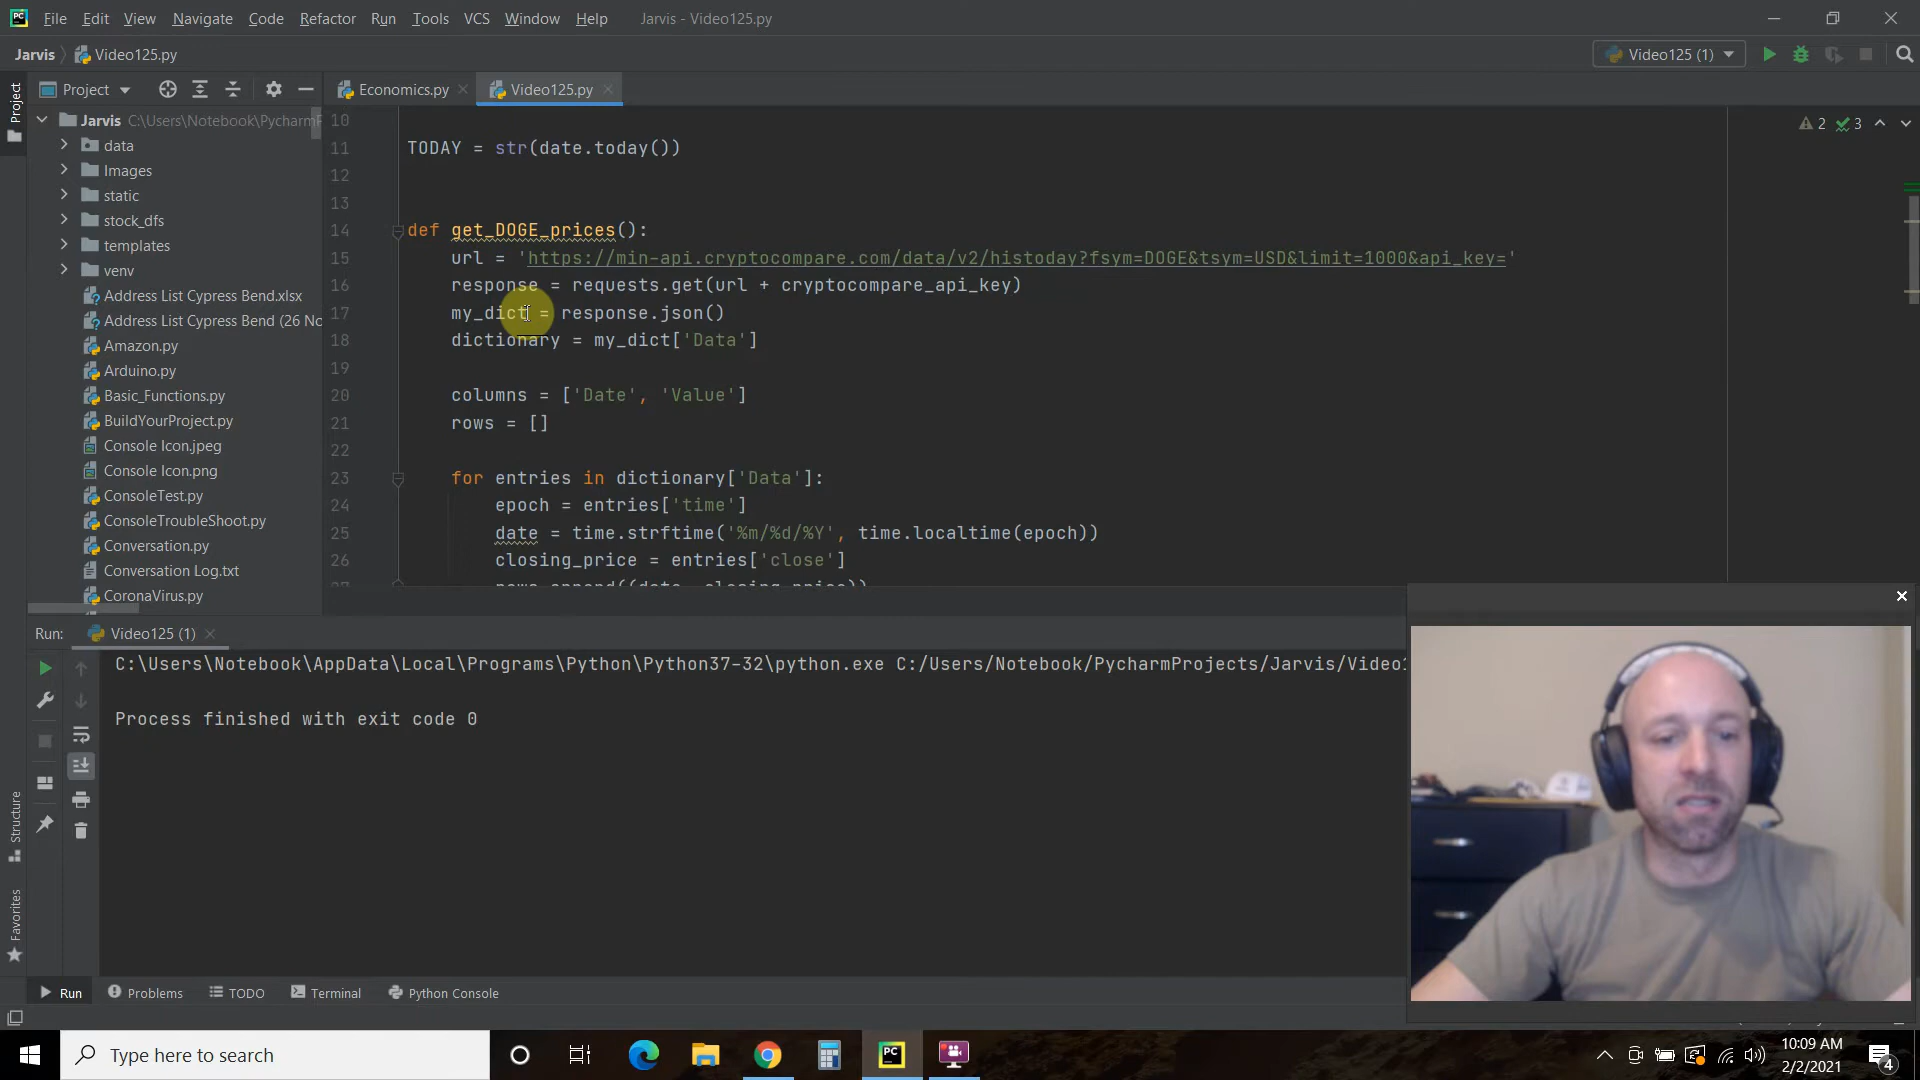 File Edit View Navigate Code Refactor Run Tools VCS Window Help Jarvis - Video125.py
Jarvis Video125.py Video125 (1)
Project Economics.py Video125.py
Project
Jarvis C:\Users\Notebook\PycharmP
data
Images
static
stock_dfs
templates
venv
Address List Cypress Bend.xlsx
Address List Cypress Bend (26 No
Amazon.py
Arduino.py
Basic_Functions.py
BuildYourProject.py
Console Icon.jpeg
Console Icon.png
ConsoleTest.py
ConsoleTroubleShoot.py
Conversation.py
Conversation Log.txt
CoronaVirus.py
2 3
10
11 TODAY = str(date.today())
12
13
14 def get_DOGE_prices():
15 url = 'https://min-api.cryptocompare.com/data/v2/histoday?fsym=DOGE&tsym=USD&limit=1000&api_key='
16 response = requests.get(url + cryptocompare_api_key)
17 my_dict = response.json()
18 dictionary = my_dict['Data']
19
20 columns = ['Date', 'Value']
21 rows = []
22
23 for entries in dictionary['Data']:
24 epoch = entries['time']
25 date = time.strftime('%m/%d/%Y', time.localtime(epoch))
26 closing_price = entries['close']
27 rows.append((date, closing_price))
Run: Video125 (1)
C:\Users\Notebook\AppData\Local\Programs\Python\Python37-32\python.exe C:/Users/Notebook/PycharmProjects/Jarvis/Video1
Process finished with exit code 0
Structure
Favorites
Run Problems TODO Terminal Python Console
Type here to search
PC
10:09 AM
2/2/2021
4